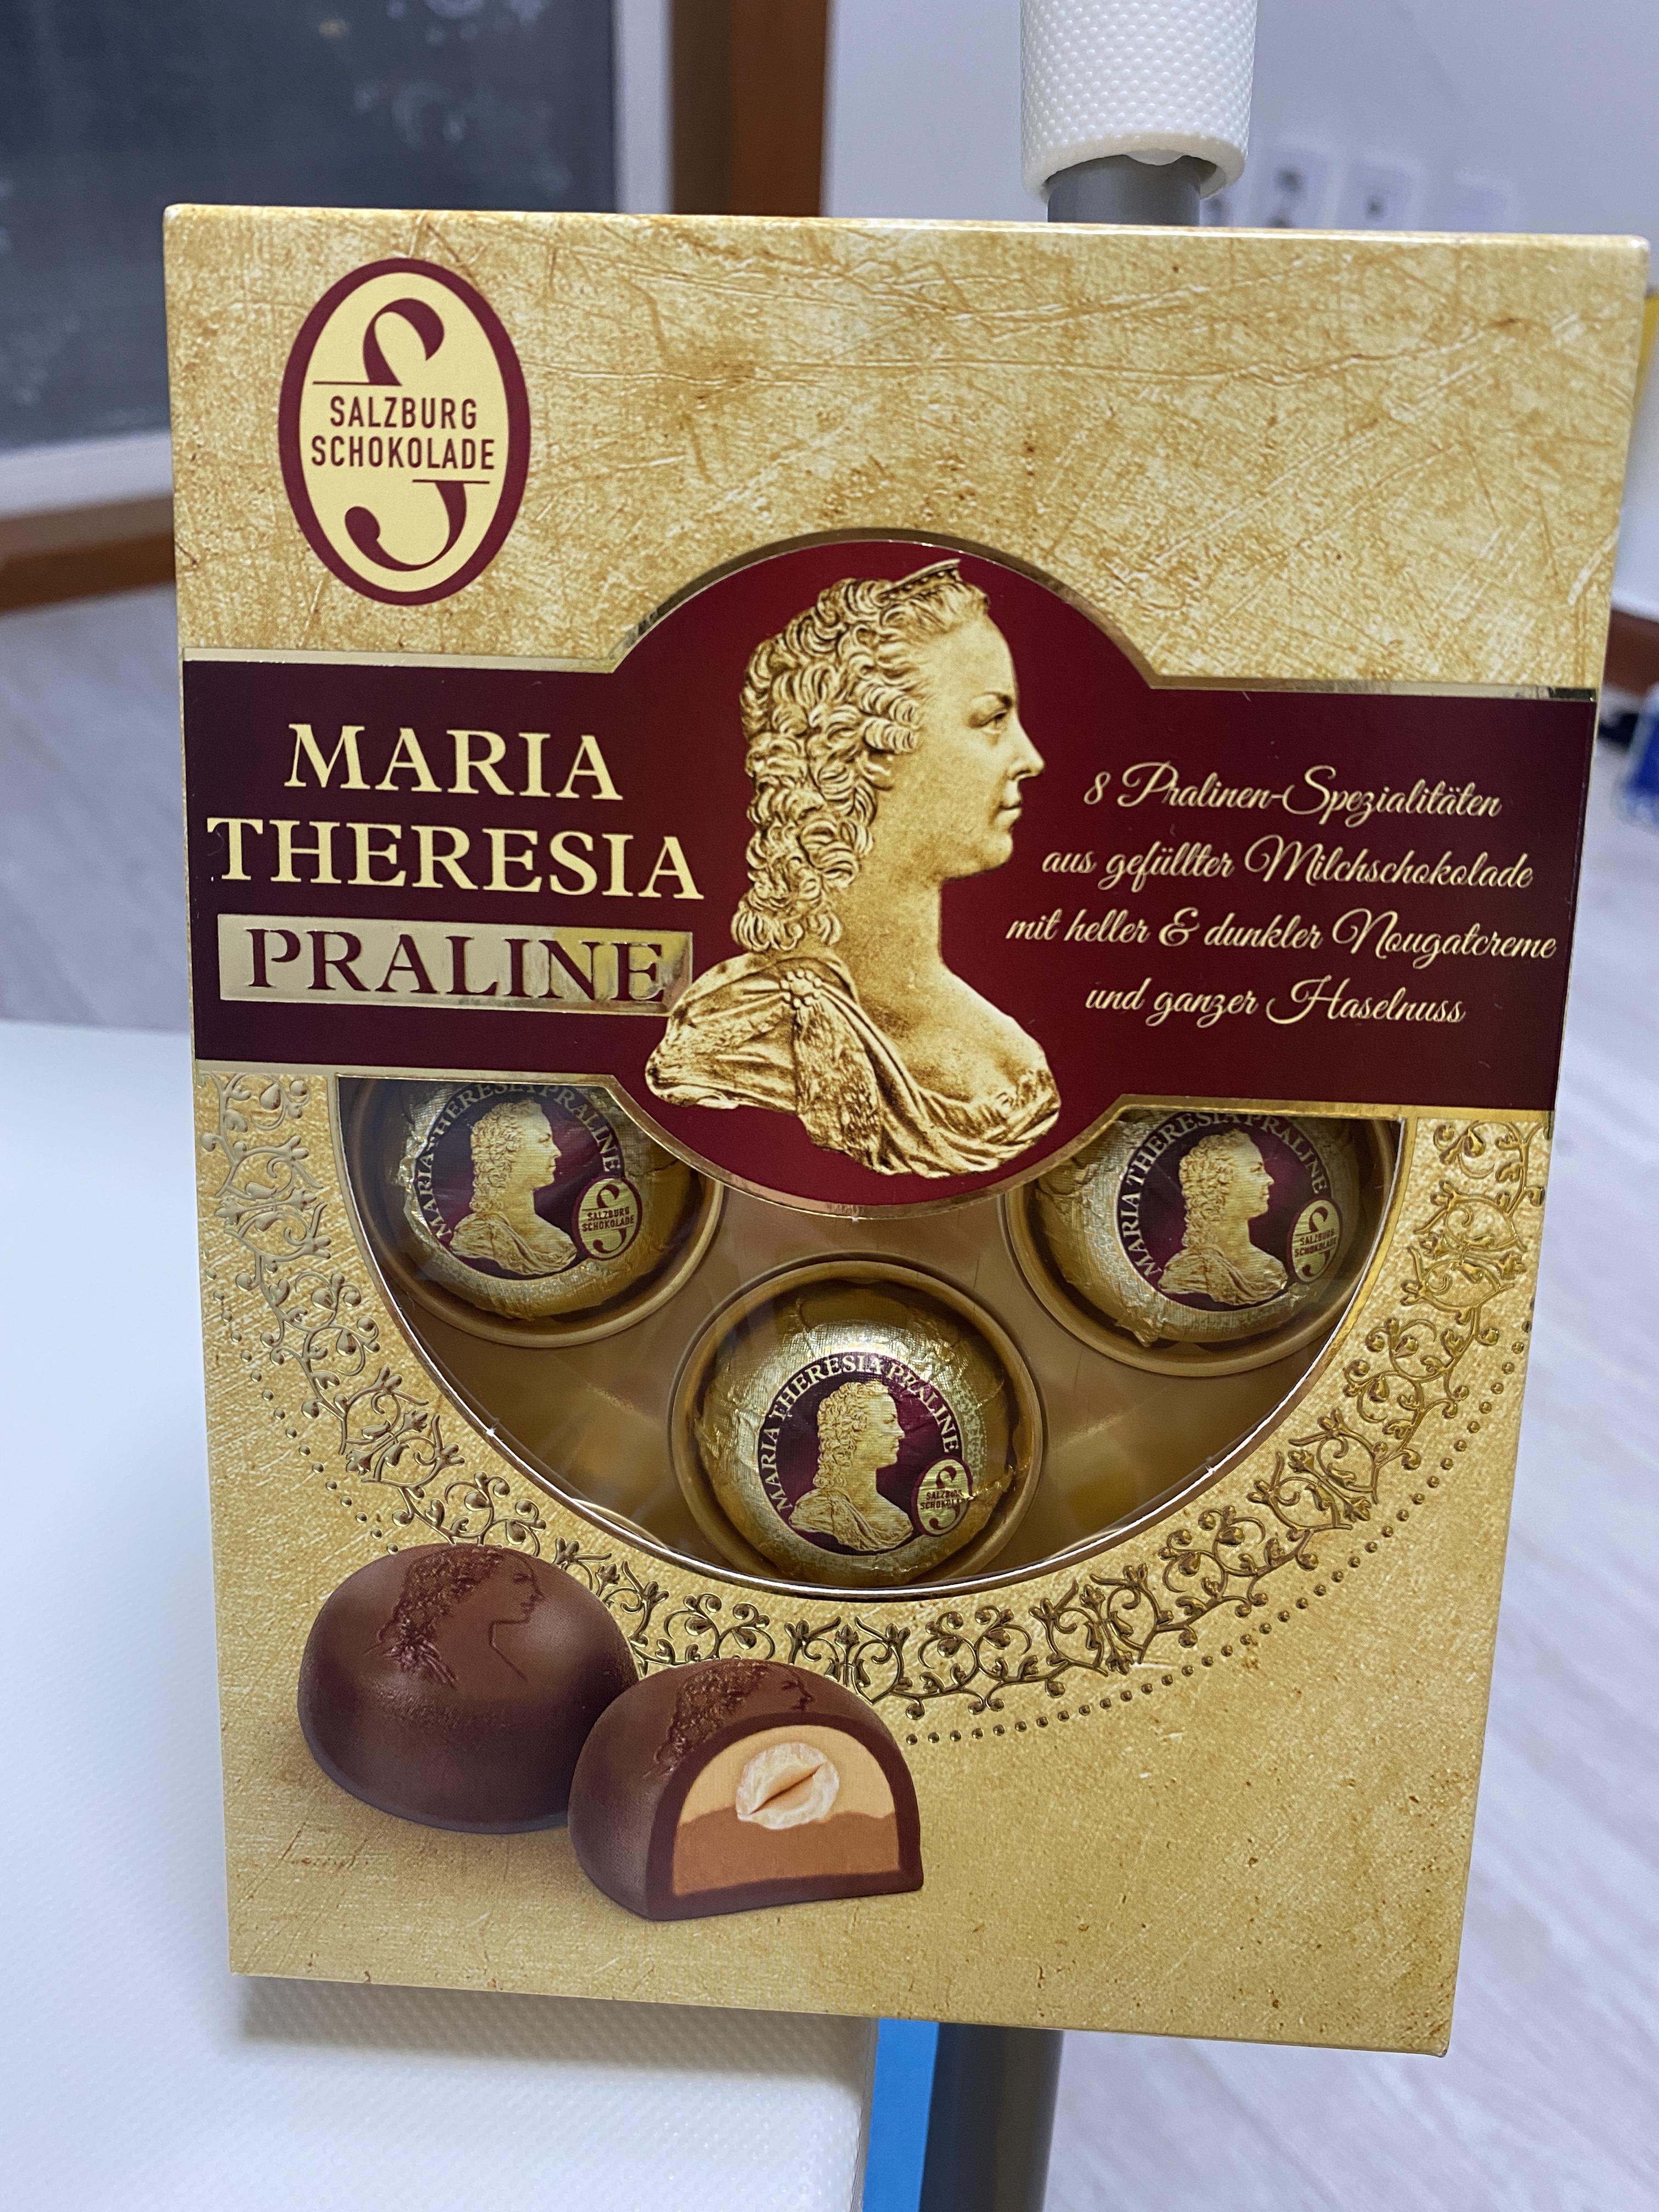 SALZBURG
SCHOKOLADE
MARIA
THERESIA
PRALINE
8 Pralinen-Spezialitäten
aus gefüllter Milchschokolade
mit heller & dunkler Nougatcreme
und ganzer Haselnuss
MARIA THERESIA PRALINE
SALZBURG
SCHOKOLADE
MARIA THERESIA PRALINE
SALZBURG
SCHOKOLADE
MARIA THERESIA PRALINE
SALZBURG
SCHOKOLADE